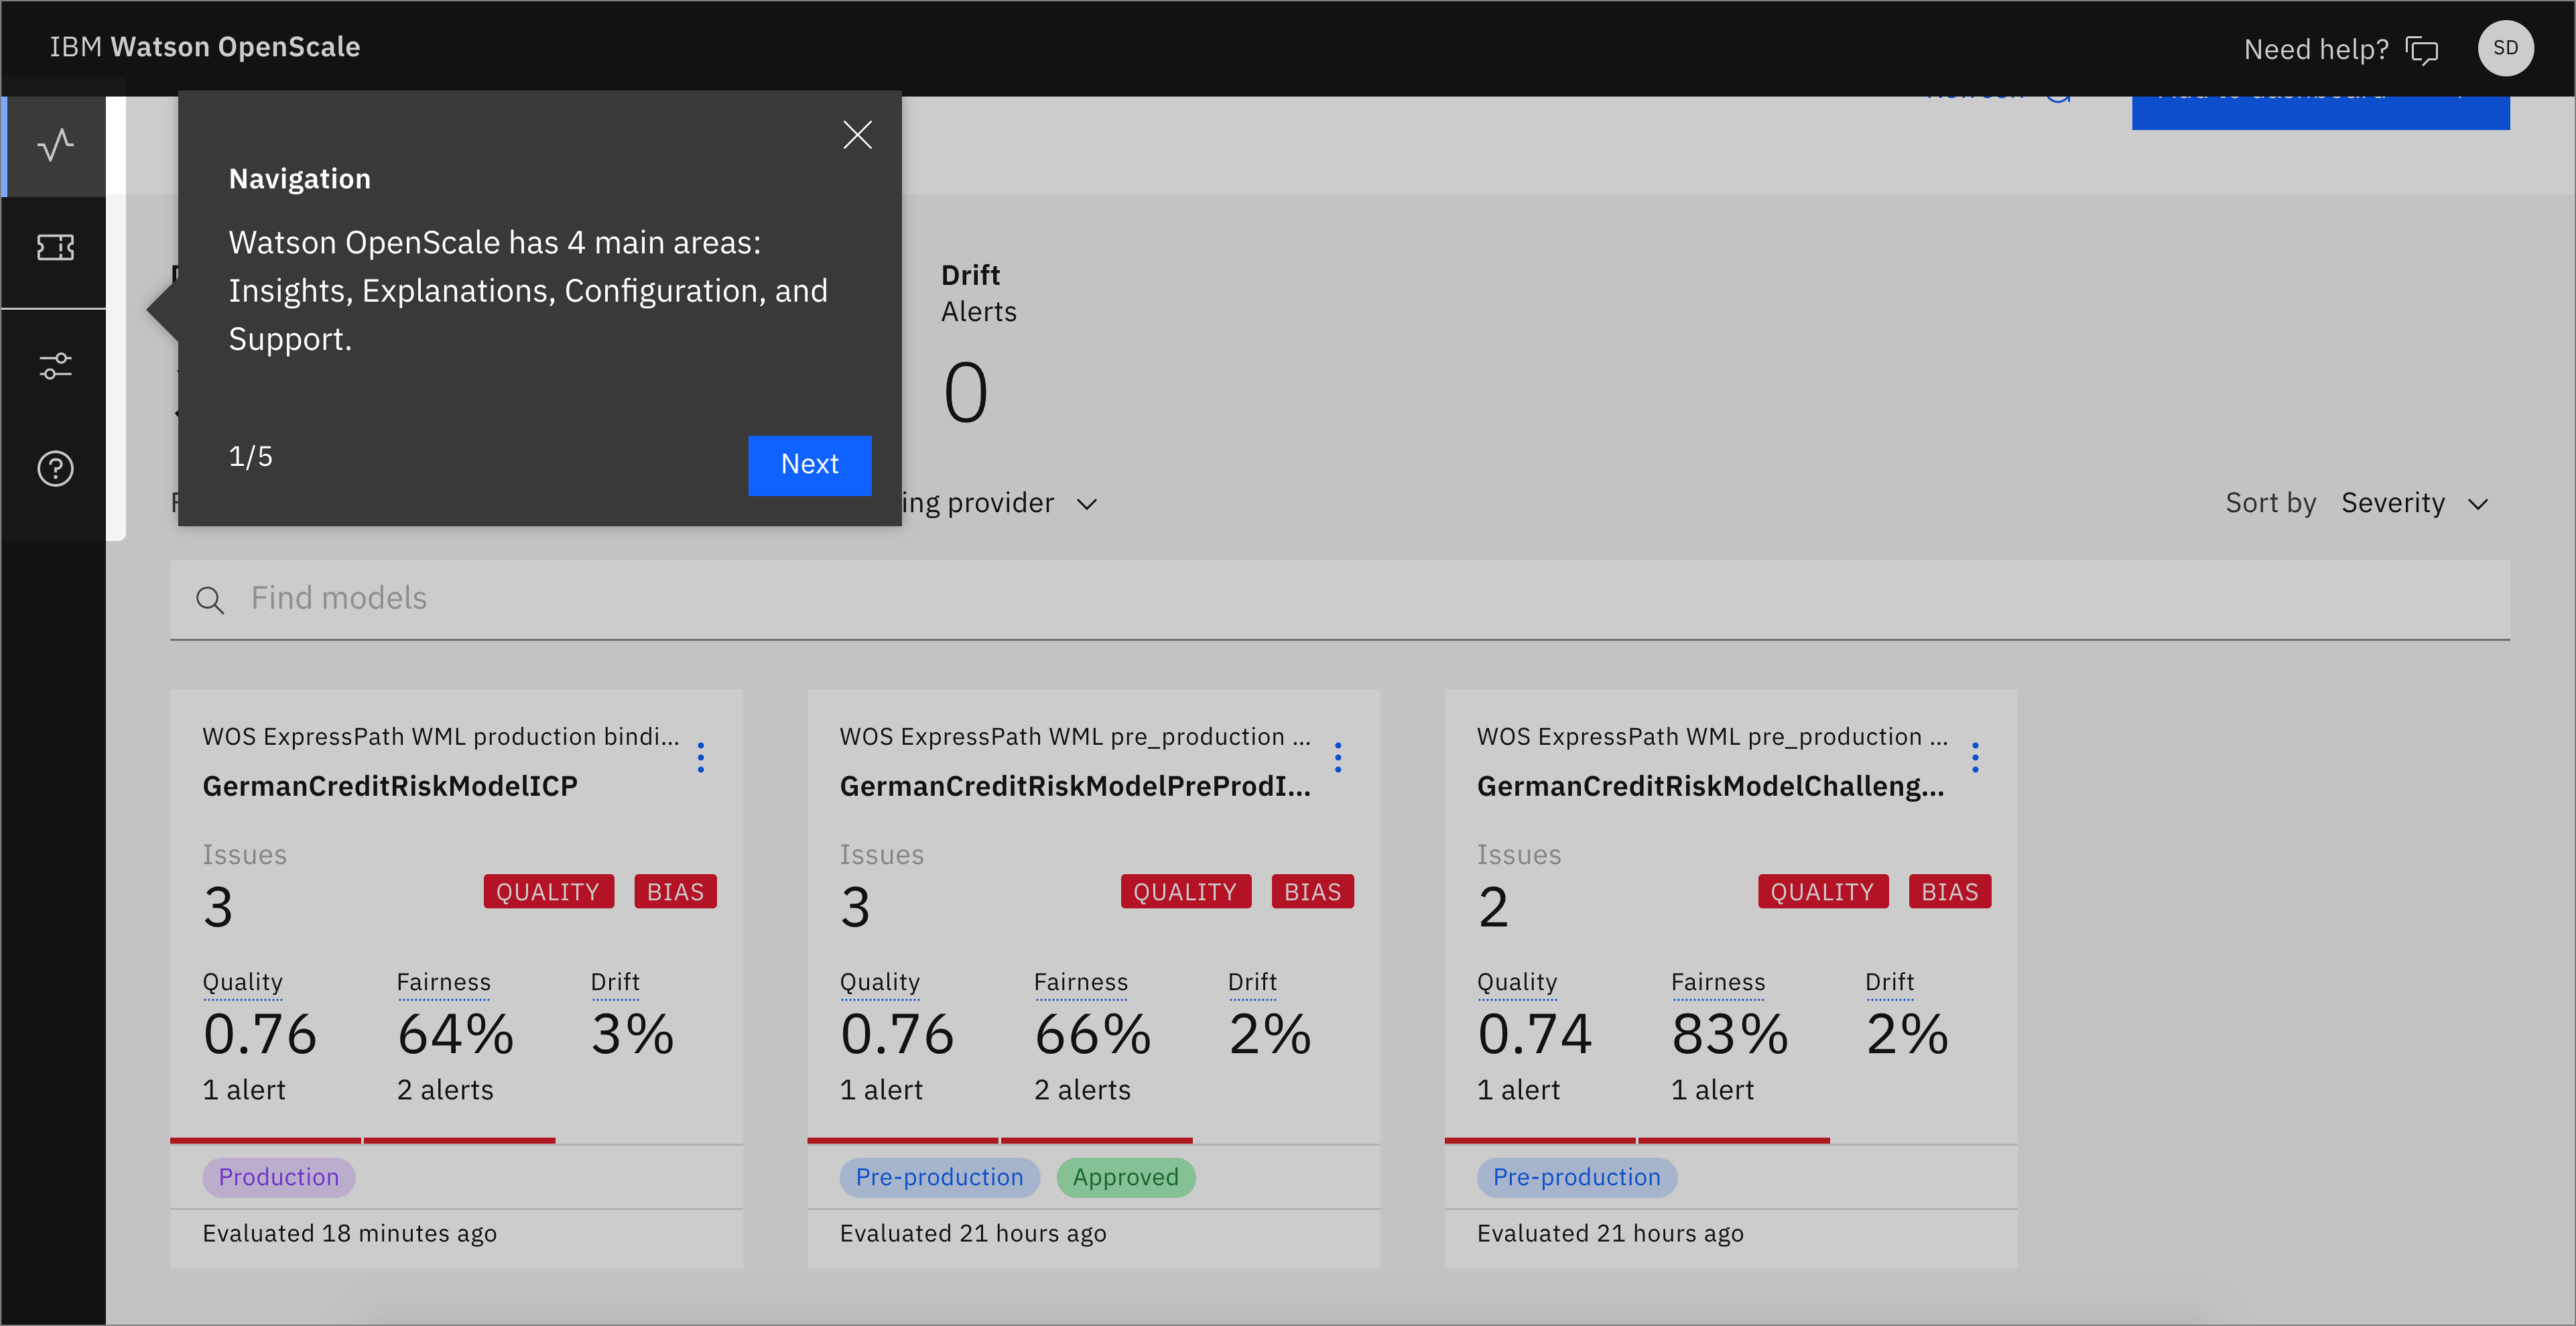 IBM Watson OpenScale
Need help?
SD
Navigation
Watson OpenScale has 4 main areas:
Insights, Explanations, Configuration, and
Support.
1/5
Next
Drift
Alerts
0
ing provider
Sort by Severity
Find models
WOS ExpressPath WML production bindi...
GermanCreditRiskModelICP
Issues
3
QUALITY BIAS
Quality Fairness Drift
0.76 64% 3%
1 alert 2 alerts
Production
Evaluated 18 minutes ago
WOS ExpressPath WML pre_production ...
GermanCreditRiskModelPreProdI...
Issues
3
QUALITY BIAS
Quality Fairness Drift
0.76 66% 2%
1 alert 2 alerts
Pre-production Approved
Evaluated 21 hours ago
WOS ExpressPath WML pre_production ...
GermanCreditRiskModelChalleng...
Issues
2
QUALITY BIAS
Quality Fairness Drift
0.74 83% 2%
1 alert 1 alert
Pre-production
Evaluated 21 hours ago